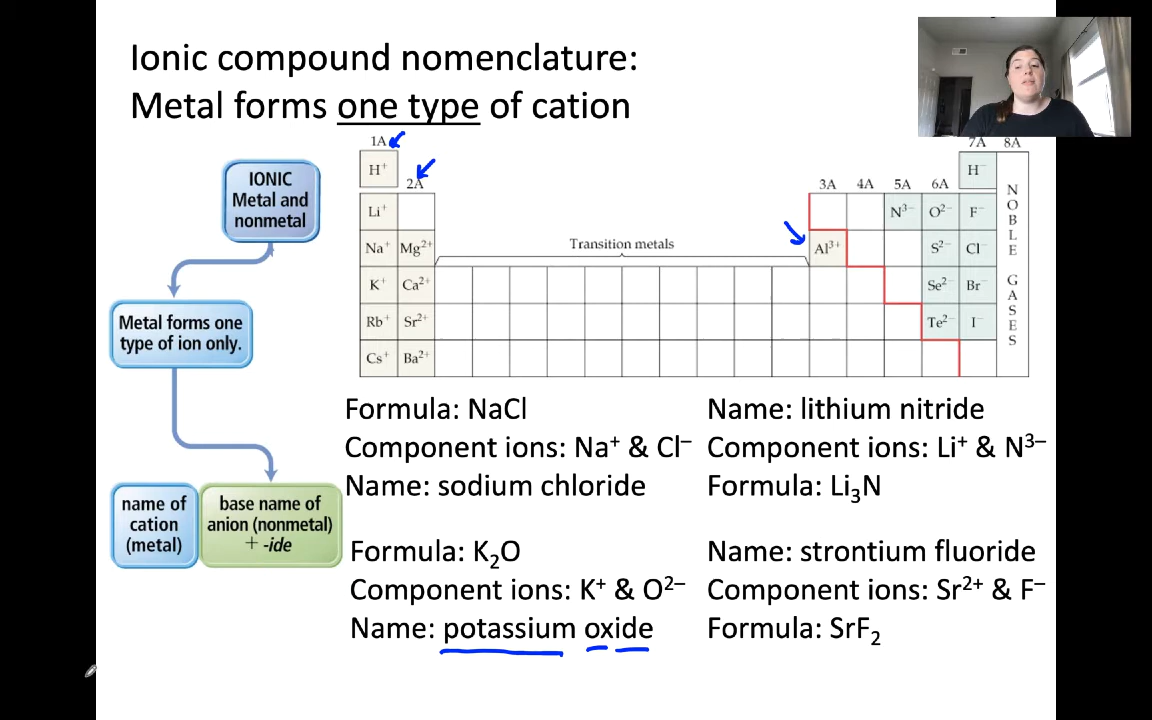 Ionic compound nomenclature:
Metal forms one type of cation
IONIC
Metal and
nonmetal
Metal forms one
type of ion only.
name of
cation
(metal)
base name of
anion (nonmetal)
+ -ide
1A 7A 8A
H⁺ H⁻
2A 3A 4A 5A 6A
Li⁺ N³⁻ O²⁻ F⁻
Na⁺ Mg²⁺ Transition metals Al³⁺ S²⁻ Cl⁻
K⁺ Ca²⁺ Se²⁻ Br⁻
Rb⁺ Sr²⁺ Te²⁻ I⁻
Cs⁺ Ba²⁺
NOBLE GASES
Formula: NaCl
Component ions: Na⁺ & Cl⁻
Name: sodium chloride
Name: lithium nitride
Component ions: Li⁺ & N³⁻
Formula: Li₃N
Formula: K₂O
Component ions: K⁺ & O²⁻
Name: potassium oxide
Name: strontium fluoride
Component ions: Sr²⁺ & F⁻
Formula: SrF₂